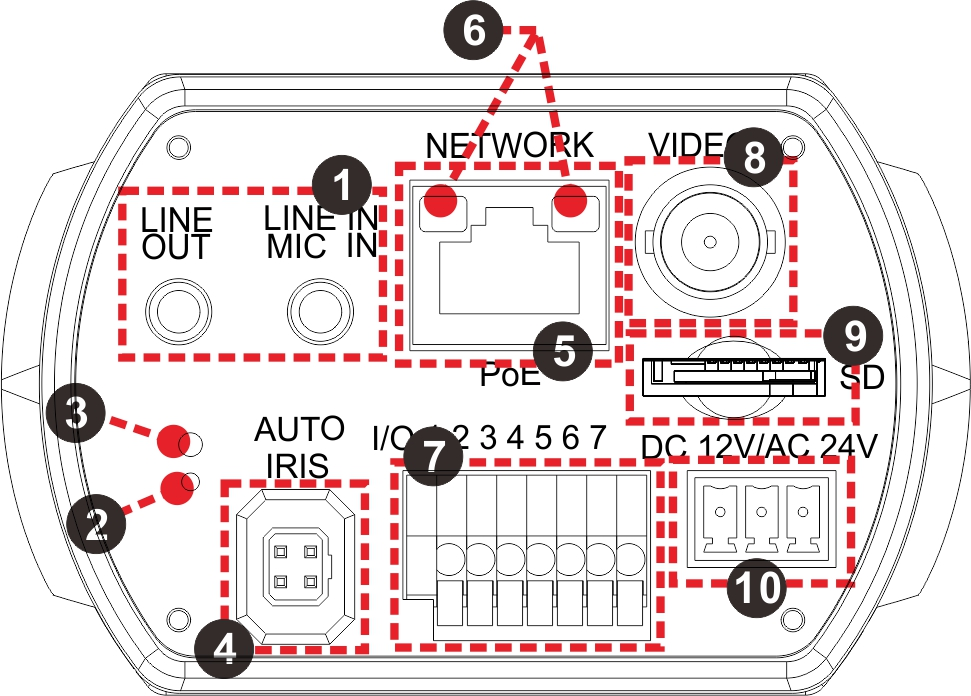 6
NETWORK
VIDEO
8
1
LINE OUT
LINE IN
MIC IN
5
PoE
9
SD
3
AUTO
IRIS
I/O 1 2 3 4 5 6 7
7
DC 12V/AC 24V
2
10
4